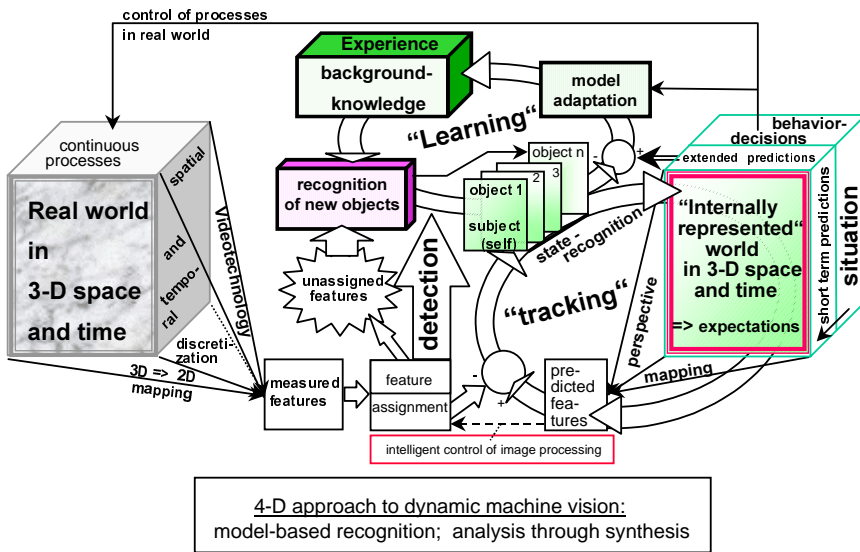 control of processes
in real world
Experience
background-
knowledge
model
adaptation
“Learning“
behavior-
decisions
continuous
processes
spatial
and
tempo-
ral
Real world
in
3-D space
and time
Videotechnology
discreti-
zation
3D => 2D
mapping
recognition
of new objects
object n
3
2
object 1
subject
(self)
-
+
extended predictions
short term predictions
situation
“Internally
represented“
world
in 3-D space
and time
=> expectations
state -
recognition
unassigned
features
detection
“tracking“
perspective
mapping
measured
features
feature
assignment
-
+
pre-
dicted
fea-
tures
intelligent control of image processing
4-D approach to dynamic machine vision:
model-based recognition; analysis through synthesis